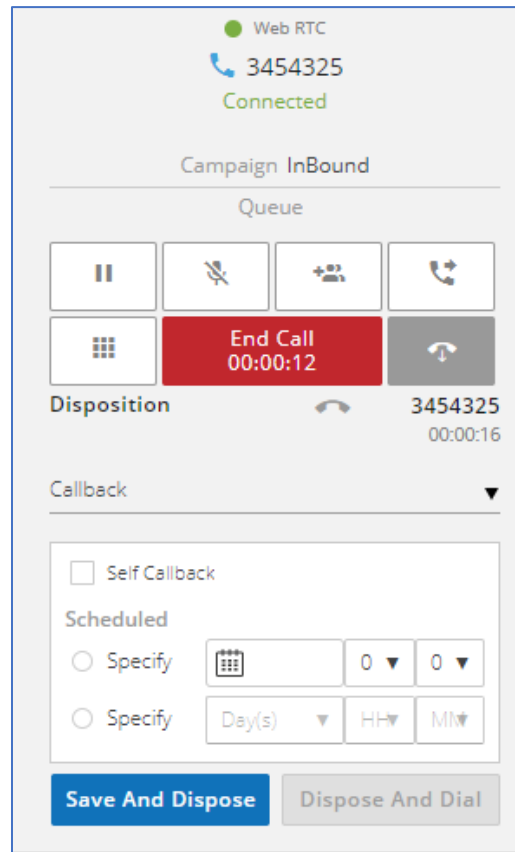 Web RTC
3454325
Connected
Campaign InBound
Queue
End Call
00:00:12
Disposition 3454325
00:00:16
Callback
Self Callback
Scheduled
Specify 0 0
Specify Day(s) HH MM
Save And Dispose Dispose And Dial